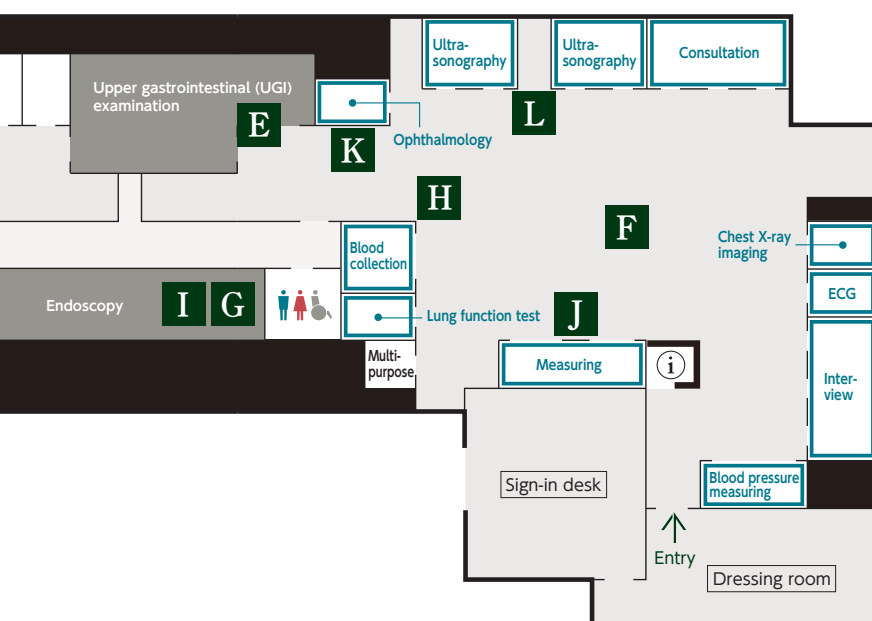 Ultra-
sonography
Ultra-
sonography
Consultation
Upper gastrointestinal (UGI)
examination
E
K
L
Ophthalmology
H
F
Blood
collection
Chest X-ray
imaging
Endoscopy
I
G
ECG
Lung function test
J
Multi-
purpose
Measuring
i
Inter-
view
Sign-in desk
Blood pressure
measuring
Entry
Dressing room